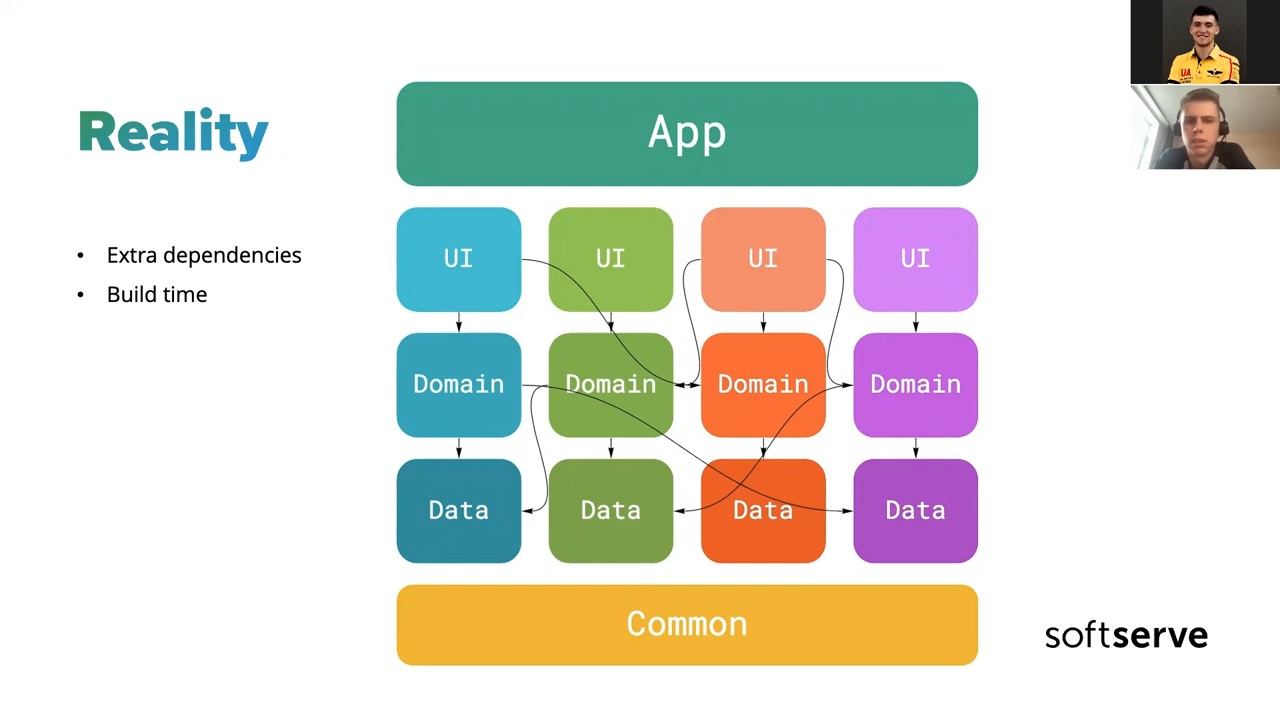 Reality
• Extra dependencies
• Build time
App
UI UI UI UI
Domain Domain Domain Domain
Data Data Data Data
Common
softserve
UA